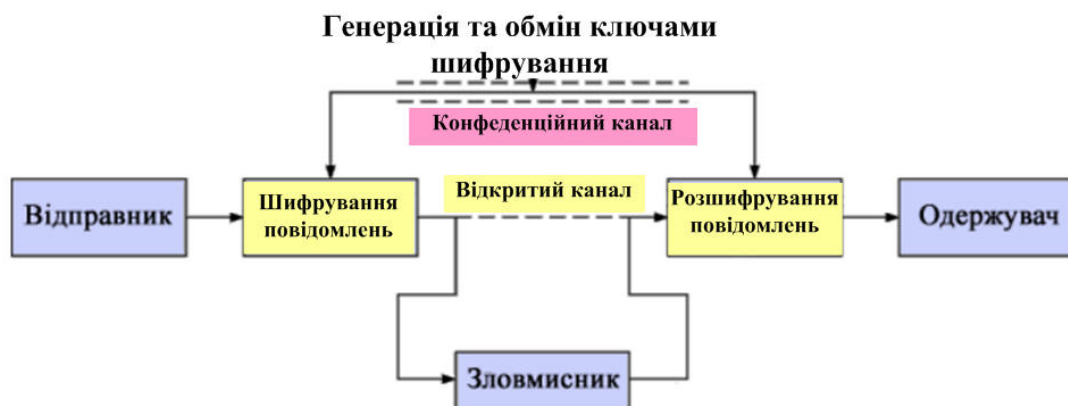 Генерація та обмін ключами
шифрування
Конфеденційний канал
Відправник
Шифрування
повідомлень
Відкритий канал
Розшифрування
повідомлень
Одержувач
Зловмисник